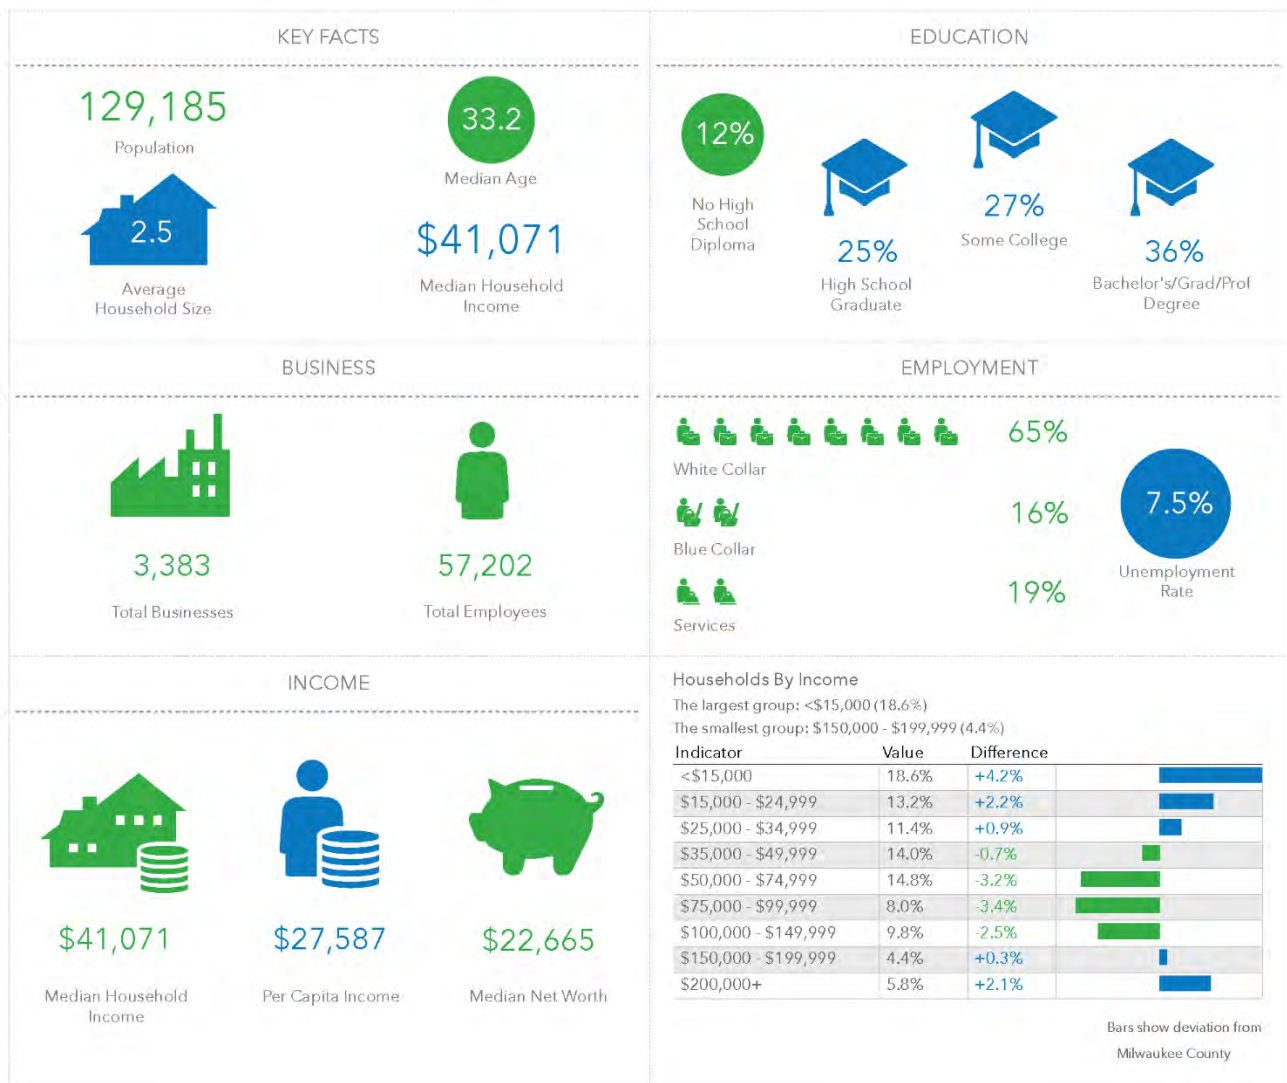 KEY FACTS
129,185
Population
33.2
Median Age
2.5
Average
Household Size
$41,071
Median Household
Income
EDUCATION
12%
No High
School
Diploma
25%
High School
Graduate
27%
Some College
36%
Bachelor's/Grad/Prof
Degree
BUSINESS
3,383
Total Businesses
57,202
Total Employees
EMPLOYMENT
65%
White Collar
16%
Blue Collar
19%
Services
7.5%
Unemployment
Rate
INCOME
$41,071
Median Household
Income
$27,587
Per Capita Income
$22,665
Median Net Worth
Households By Income
The largest group: <$15,000 (18.6%)
The smallest group: $150,000 - $199,999 (4.4%)
Indicator Value Difference
<$15,000 18.6% +4.2%
$15,000 - $24,999 13.2% +2.2%
$25,000 - $34,999 11.4% +0.9%
$35,000 - $49,999 14.0% -0.7%
$50,000 - $74,999 14.8% -3.2%
$75,000 - $99,999 8.0% -3.4%
$100,000 - $149,999 9.8% -2.5%
$150,000 - $199,999 4.4% +0.3%
$200,000+ 5.8% +2.1%
Bars show deviation from
Milwaukee County